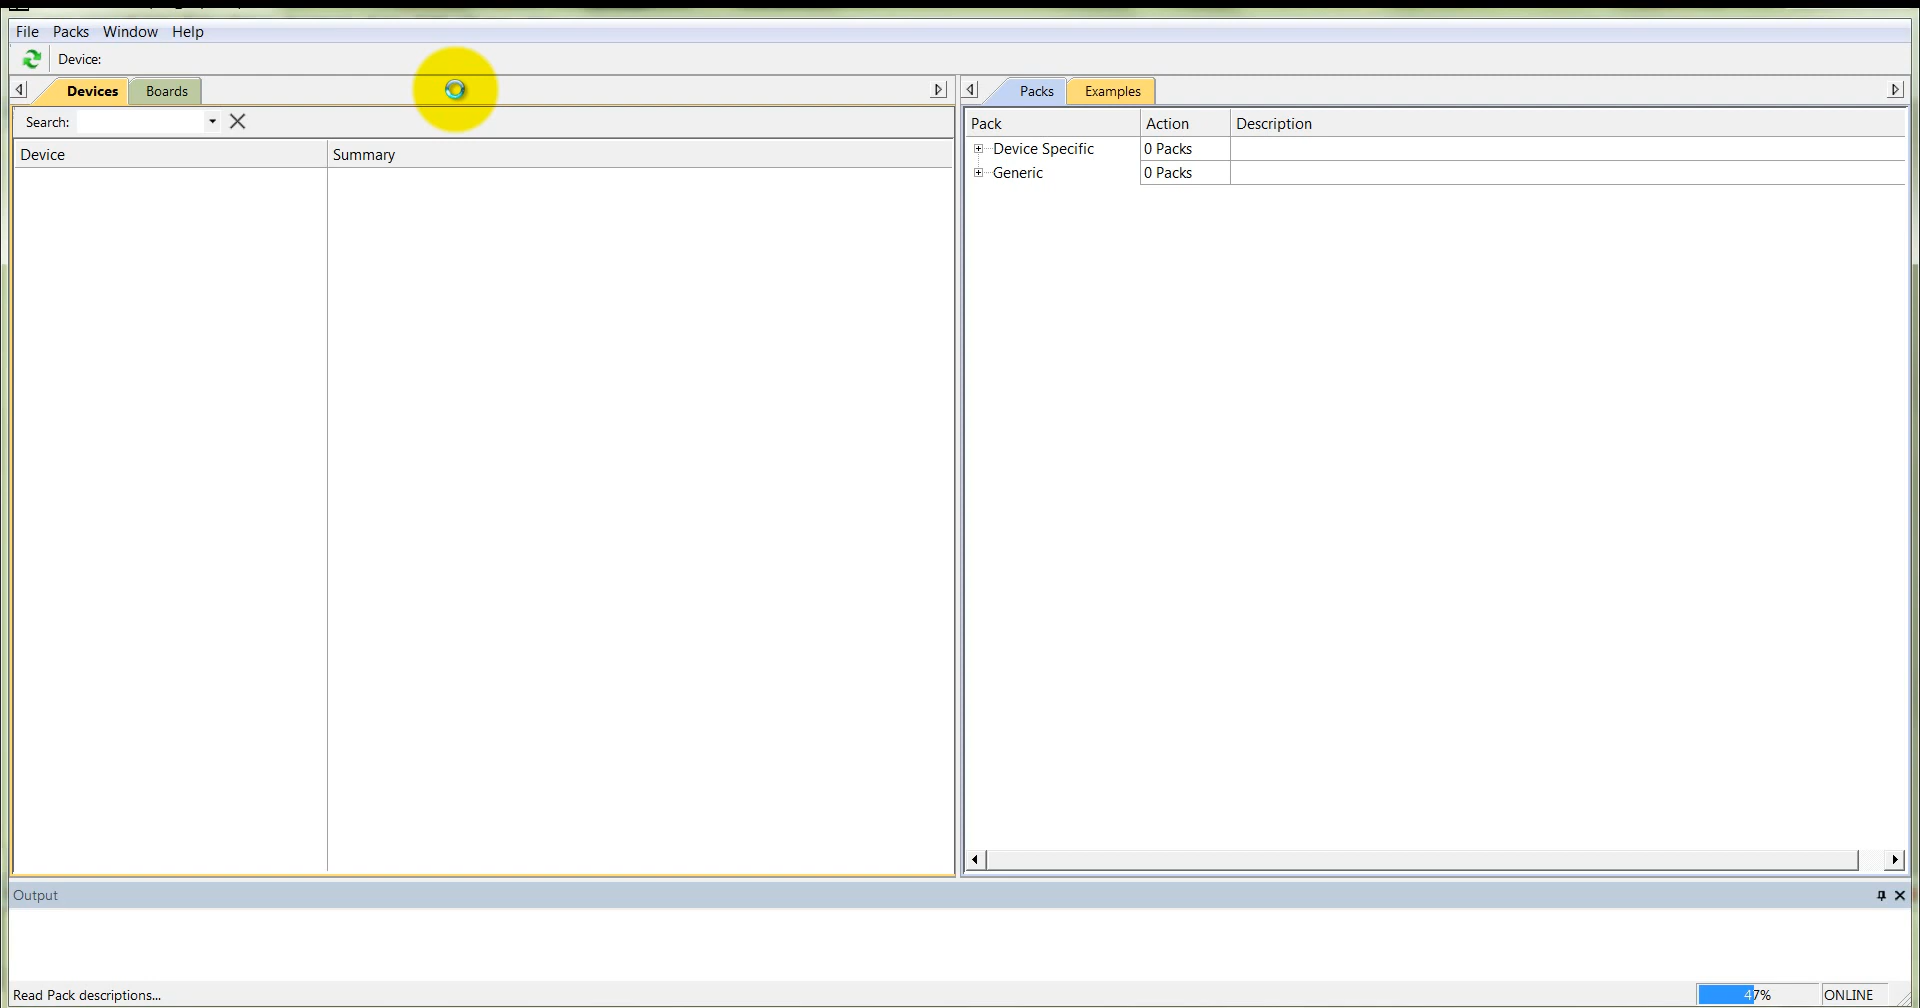 File Packs Window Help
Device:
Devices Boards
Packs Examples
Search:
Pack Action Description
Device Summary
Device Specific 0 Packs
Generic 0 Packs
Output
Read Pack descriptions... 47% ONLINE